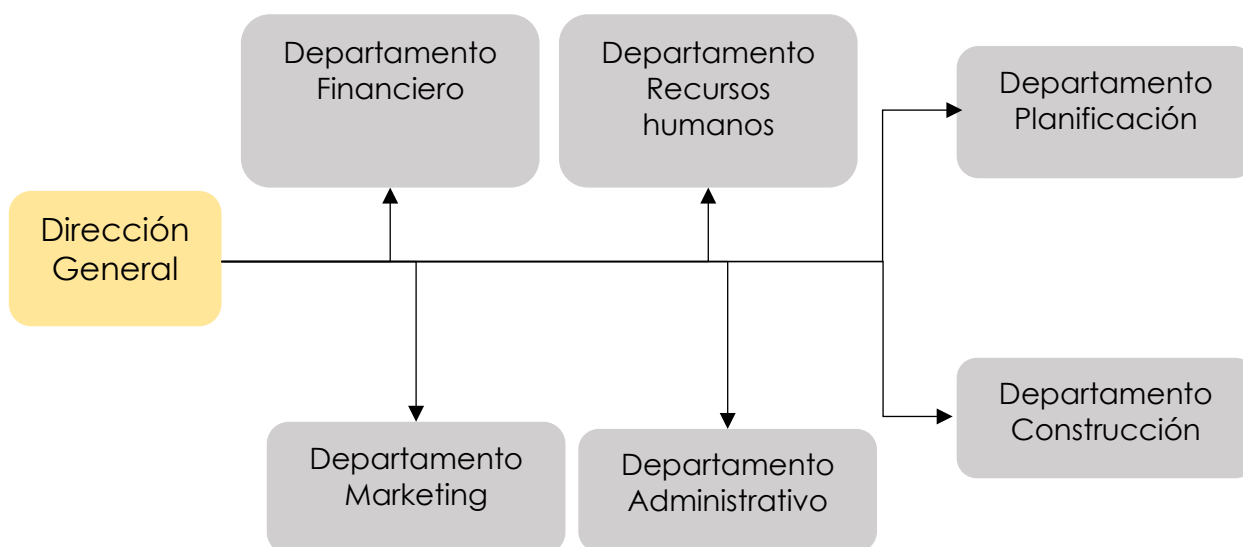 Departamento
Financiero
Departamento
Recursos
humanos
Departamento
Planificación
Dirección
General
Departamento
Marketing
Departamento
Administrativo
Departamento
Construcción